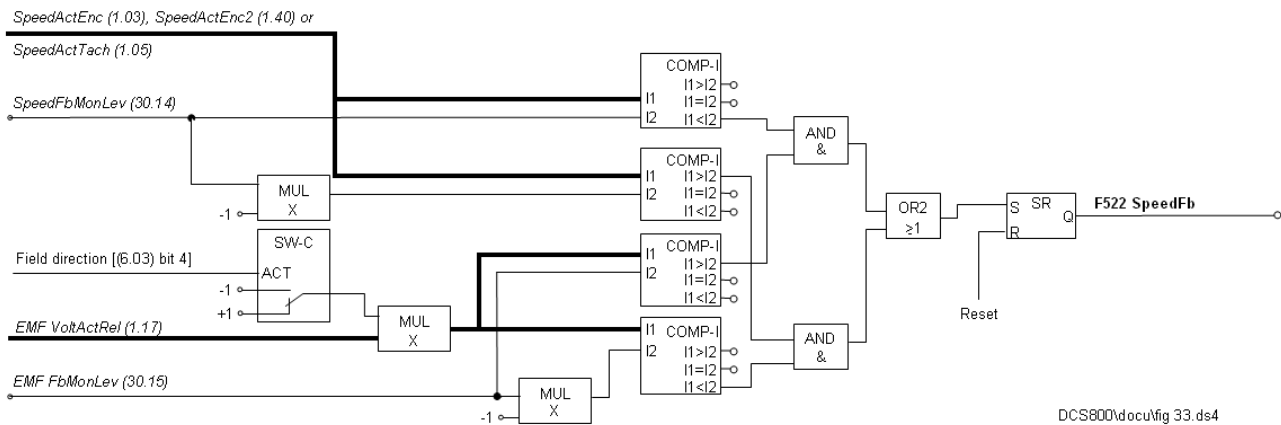 SpeedActEnc (1.03), SpeedActEnc2 (1.40) or
SpeedActTach (1.05)
SpeedFbMonLev (30.14)
COMP-I
I1
I2
I1>I2
I1=I2
I1<I2
AND
&
COMP-I
I1
I2
I1>I2
I1=I2
I1<I2
MUL
X
-1
OR2
≥1
S
SR
Q
R
F522 SpeedFb
Reset
SW-C
ACT
Field direction [(6.03) bit 4]
-1
+1
COMP-I
I1
I2
I1>I2
I1=I2
I1<I2
EMF VoltActRel (1.17)
MUL
X
COMP-I
I1
I2
I1>I2
I1=I2
I1<I2
AND
&
EMF FbMonLev (30.15)
MUL
X
-1
DCS800\docu\fig 33.ds4